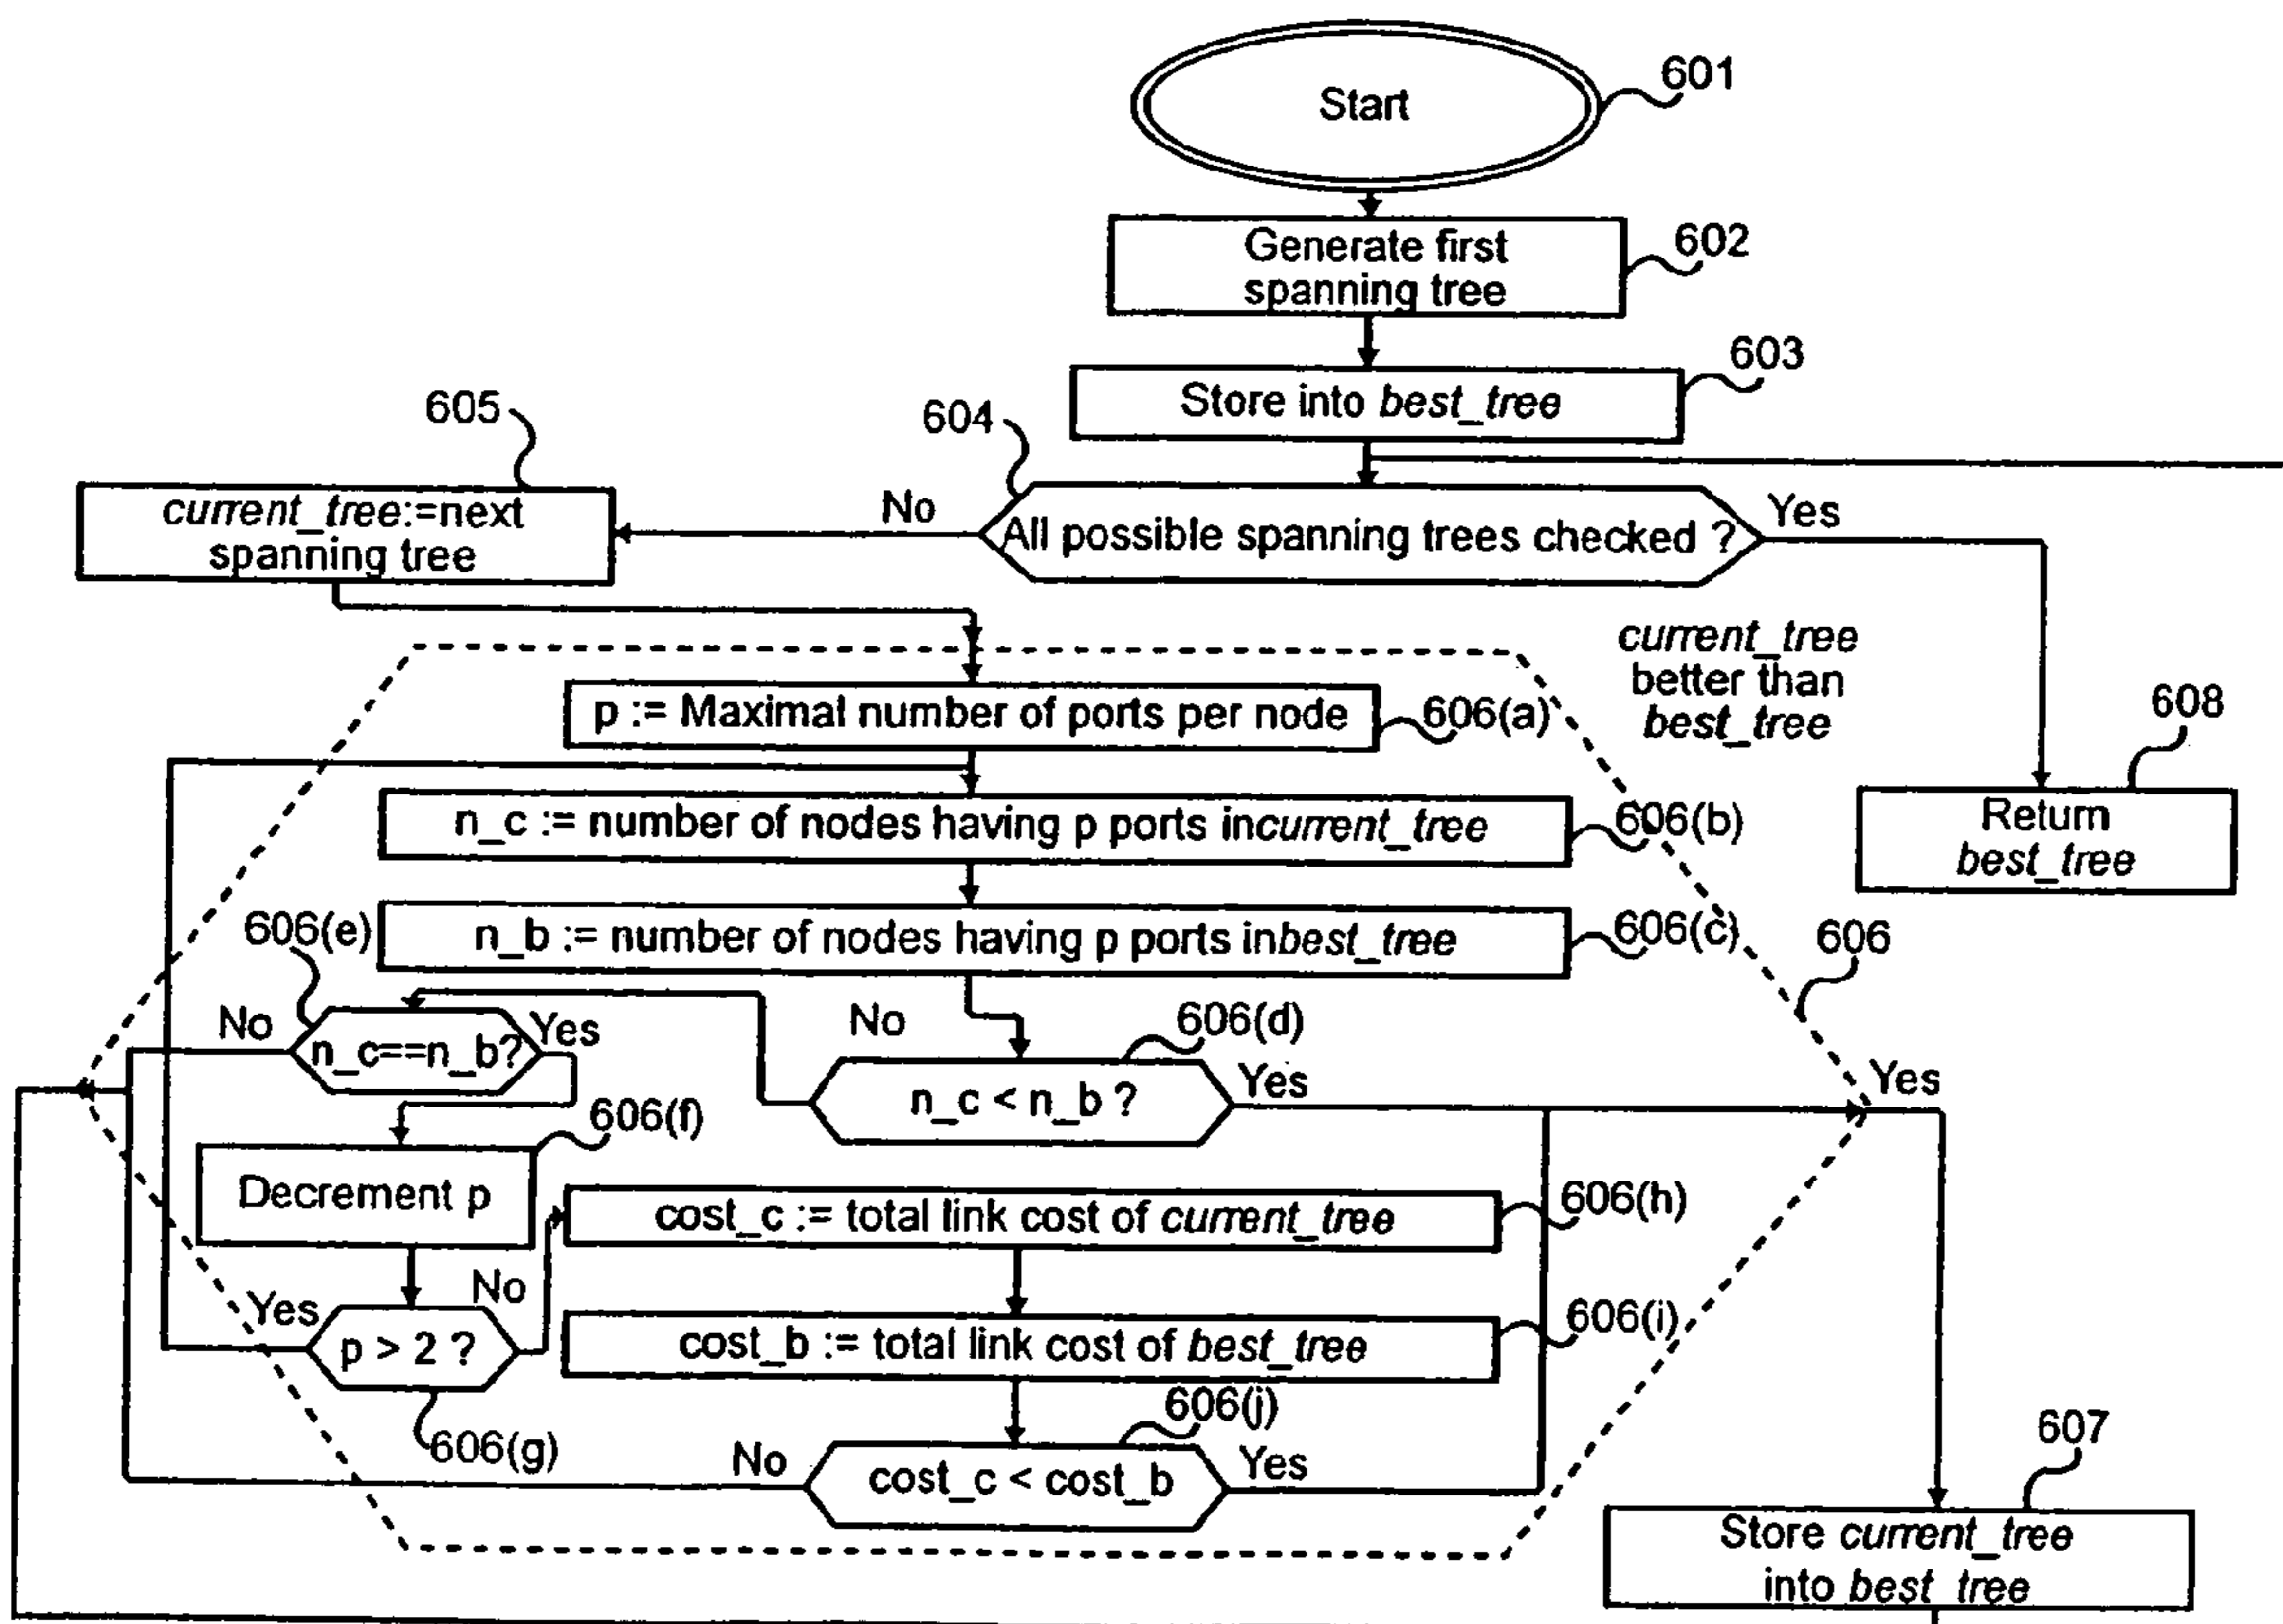 Start
601
Generate first
spanning tree
602
603
Store into best_tree
605
604
current_tree:=next
spanning tree
No
All possible spanning trees checked ?
Yes
current_tree
better than
best_tree
p := Maximal number of ports per node
606(a)
608
n_c := number of nodes having p ports incurrent_tree
606(b)
Return
best_tree
606(e)
n_b := number of nodes having p ports inbest_tree
606(c)
606
No
n_c==n_b?
Yes
No
606(d)
n_c < n_b ?
Yes
Yes
606(f)
Decrement p
cost_c := total link cost of current_tree
606(h)
Yes
p > 2 ?
No
cost_b := total link cost of best_tree
606(i)
606(g)
606(j)
No
cost_c < cost_b
Yes
607
Store current_tree
into best_tree